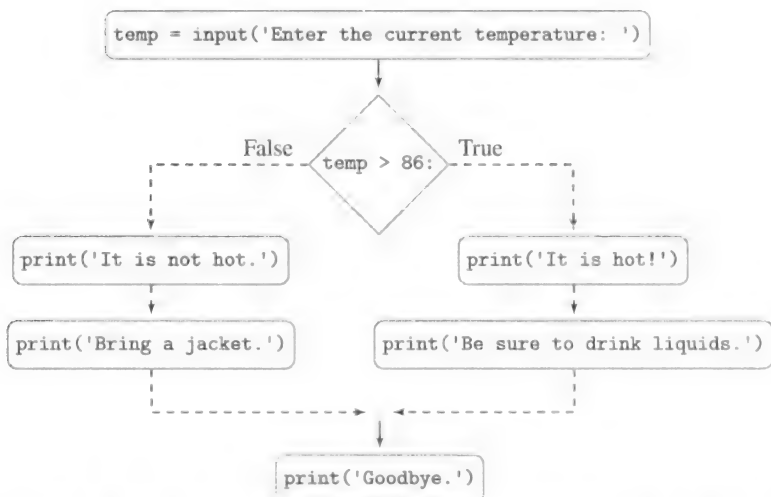 temp = input('Enter the current temperature: ')
False
temp > 86:
True
print('It is not hot.')
print('It is hot!')
print('Bring a jacket.')
print('Be sure to drink liquids.')
print('Goodbye.')